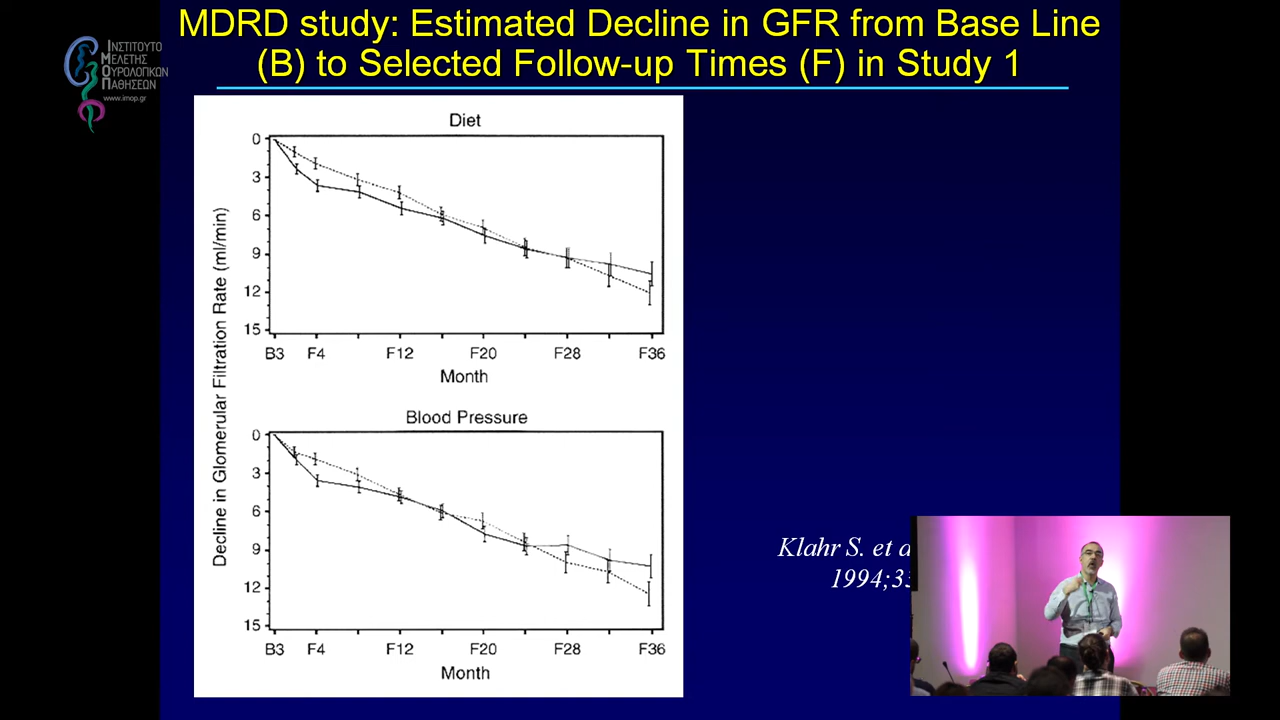 MDRD study: Estimated Decline in GFR from Base Line
(B) to Selected Follow-up Times (F) in Study 1
ΙΝΣΤΙΤΟΥΤΟ
ΜΕΛΕΤΗΣ
ΟΥΡΟΛΟΓΙΚΩΝ
ΠΑΘΗΣΕΩΝ
www.imop.gr
Decline in Glomerular Filtration Rate (ml/min)
Diet
0
3
6
9
12
15
B3 F4 F12 F20 F28 F36
Month
Blood Pressure
0
3
6
9
12
15
B3 F4 F12 F20 F28 F36
Month
Klahr S. et
1994;